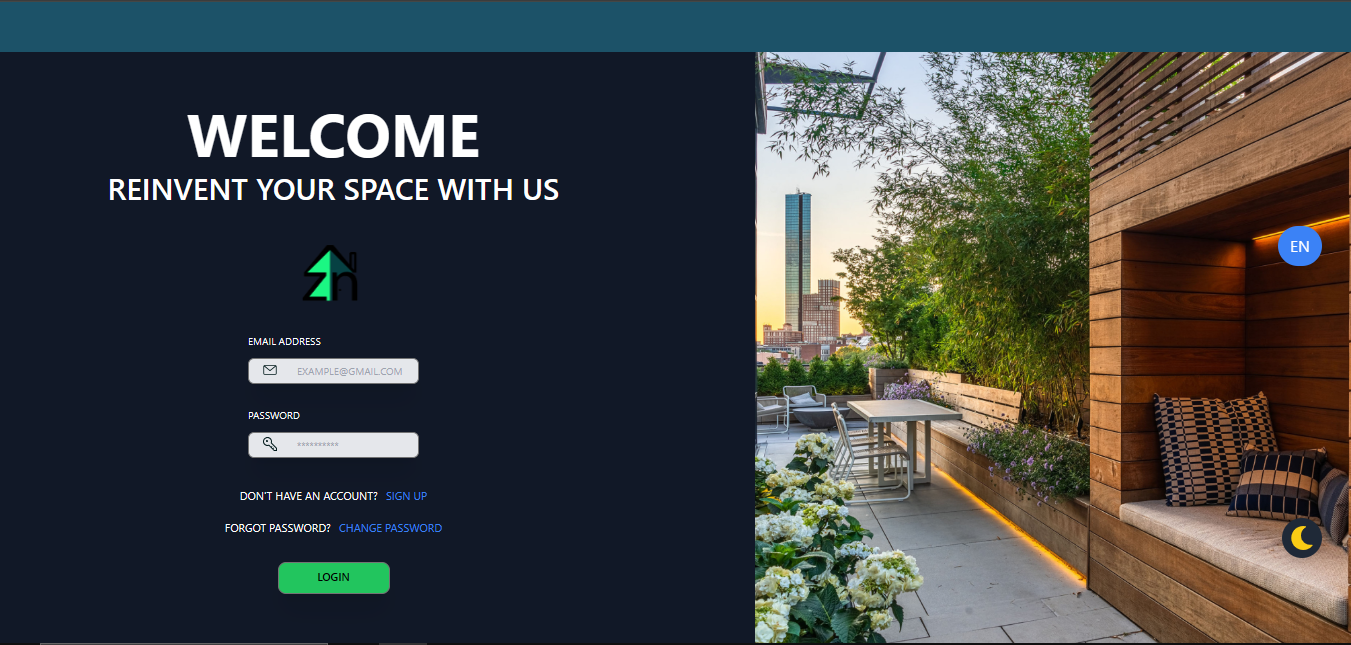 WELCOME
REINVENT YOUR SPACE WITH US
zn
EMAIL ADDRESS
EXAMPLE@GMAIL.COM
PASSWORD
**********
DON'T HAVE AN ACCOUNT? SIGN UP
FORGOT PASSWORD? CHANGE PASSWORD
LOGIN
EN